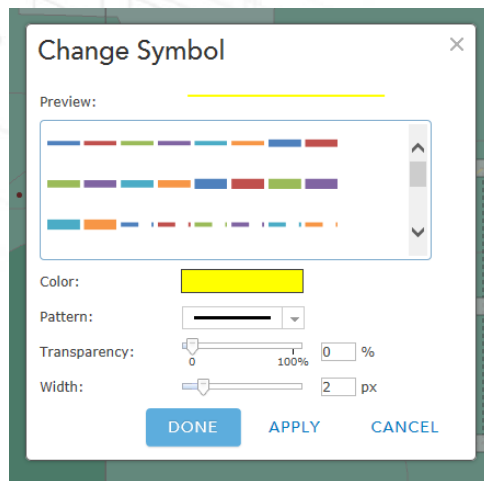 Change Symbol ×
Preview:
Color:
Pattern:
Transparency: 0 %
0 100%
Width: 2 px
DONE APPLY CANCEL